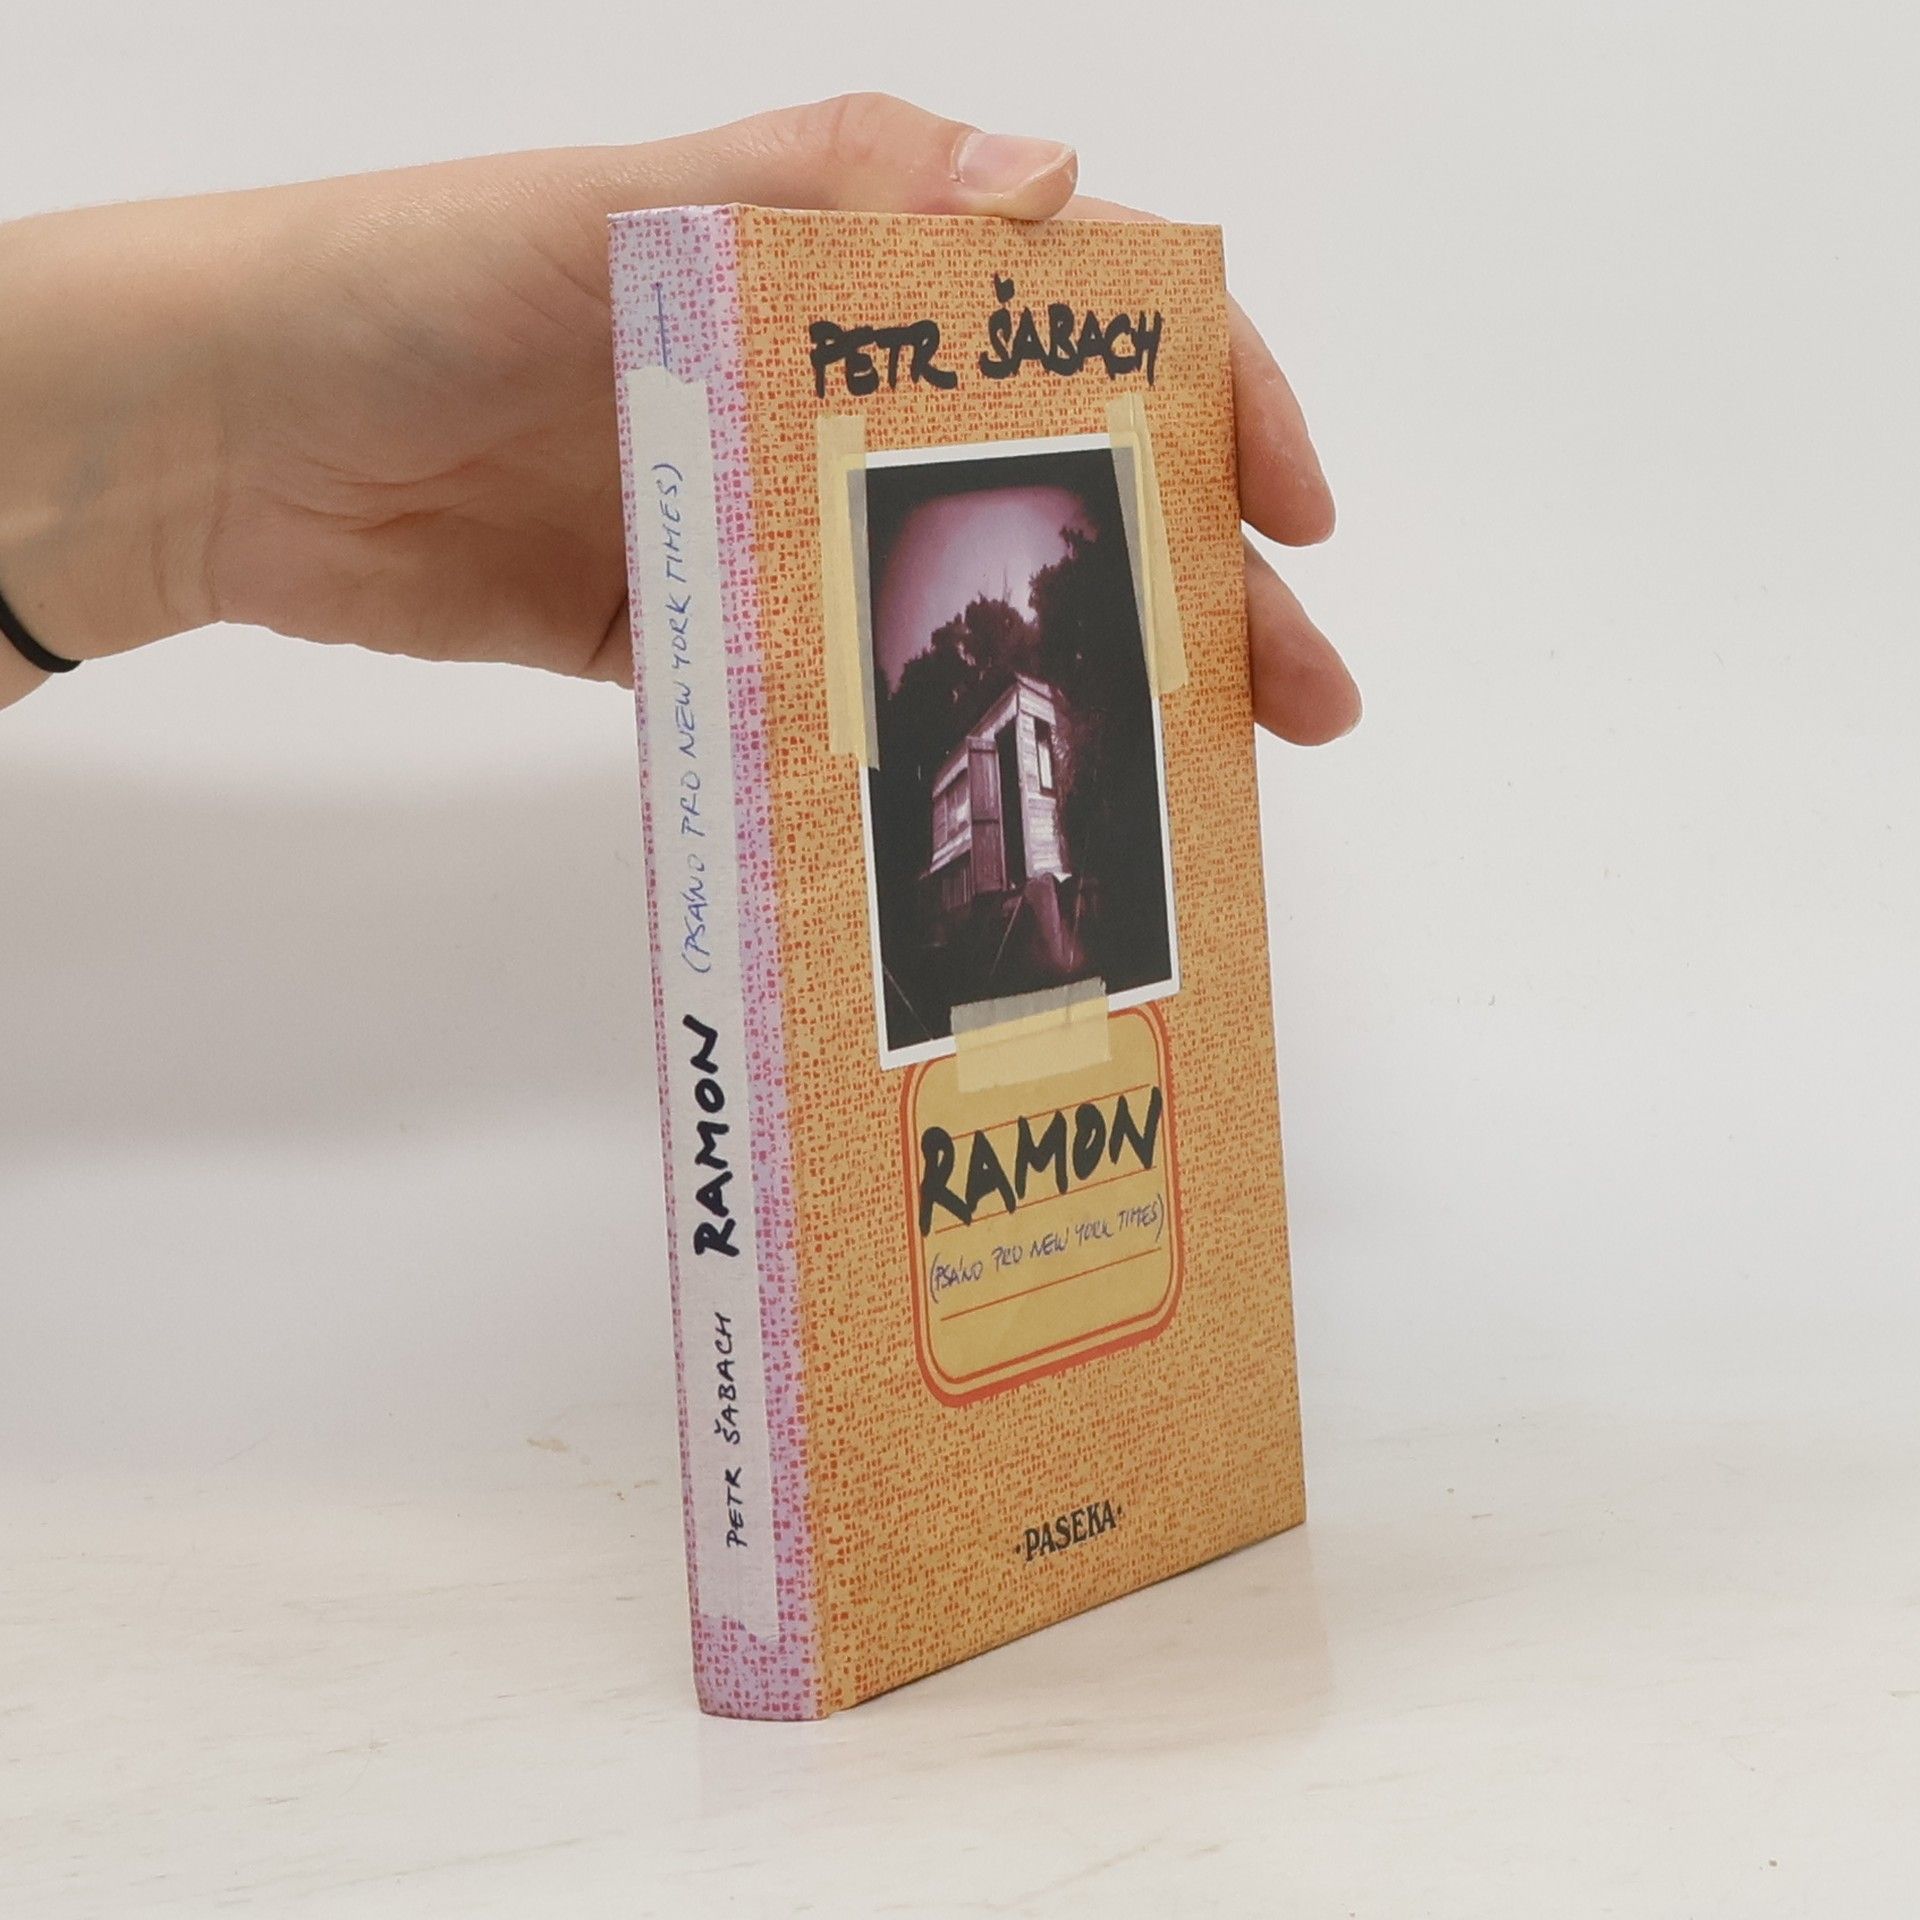 PETR ŠABACH
RAMON
(PSÁNO PRO NEW YORK TIMES)
·PASEKA·
PETR ŠABACH RAMON (PSÁNO PRO NEW YORK TIMES)